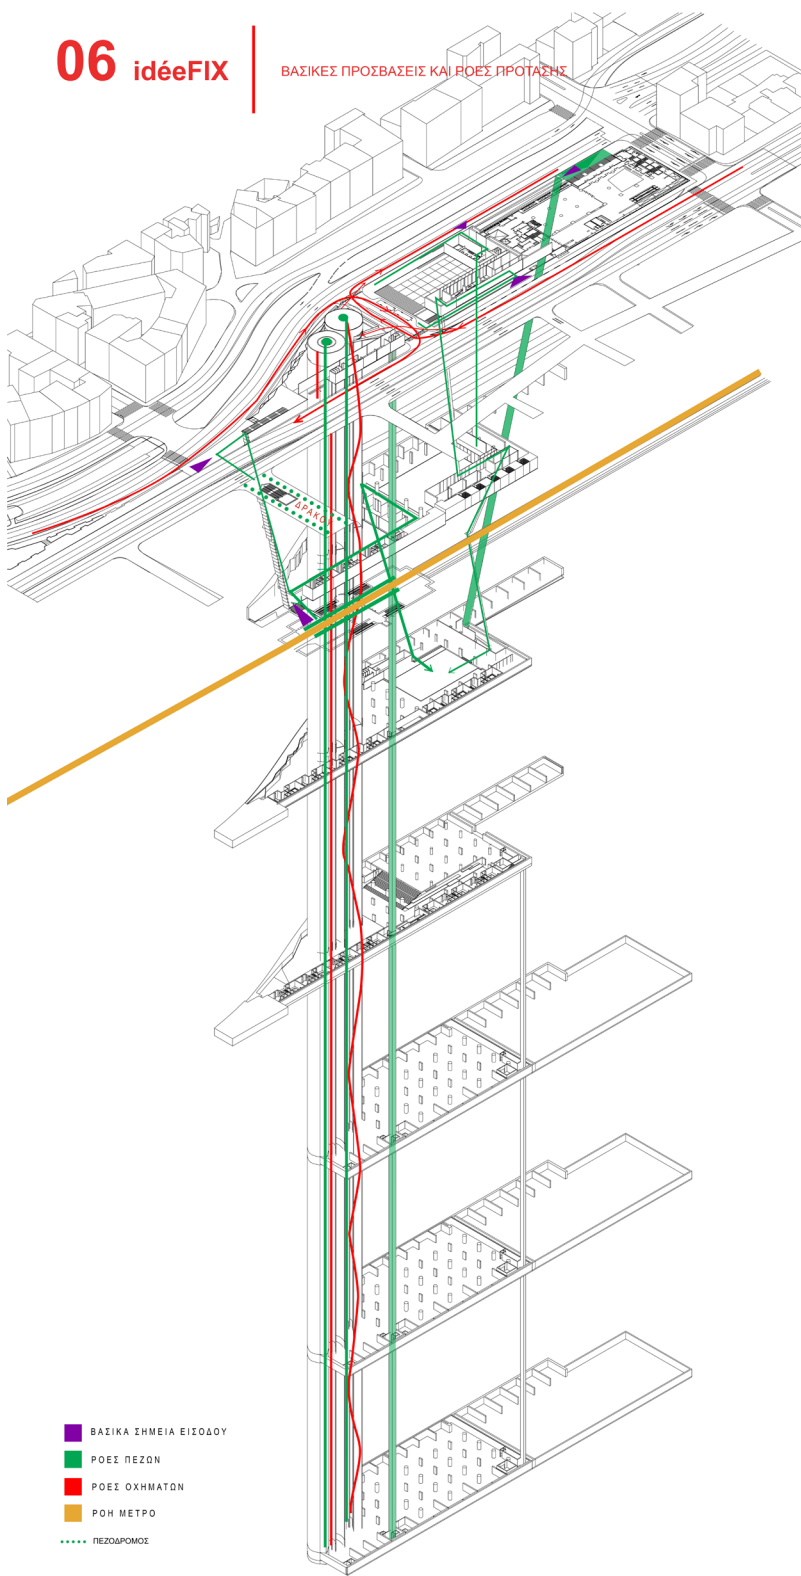 06 idéeFIX
ΒΑΣΙΚΕΣ ΠΡΟΣΒΑΣΕΙΣ ΚΑΙ ΡΟΕΣ ΠΡΟΤΑΣΗΣ
ΔΡΑΚΟΥ
ΒΑΣΙΚΑ ΣΗΜΕΙΑ ΕΙΣΟΔΟΥ
ΡΟΕΣ ΠΕΖΩΝ
ΡΟΕΣ ΟΧΗΜΑΤΩΝ
ΡΟΗ ΜΕΤΡΟ
ΠΕΖΟΔΡΟΜΟΣ